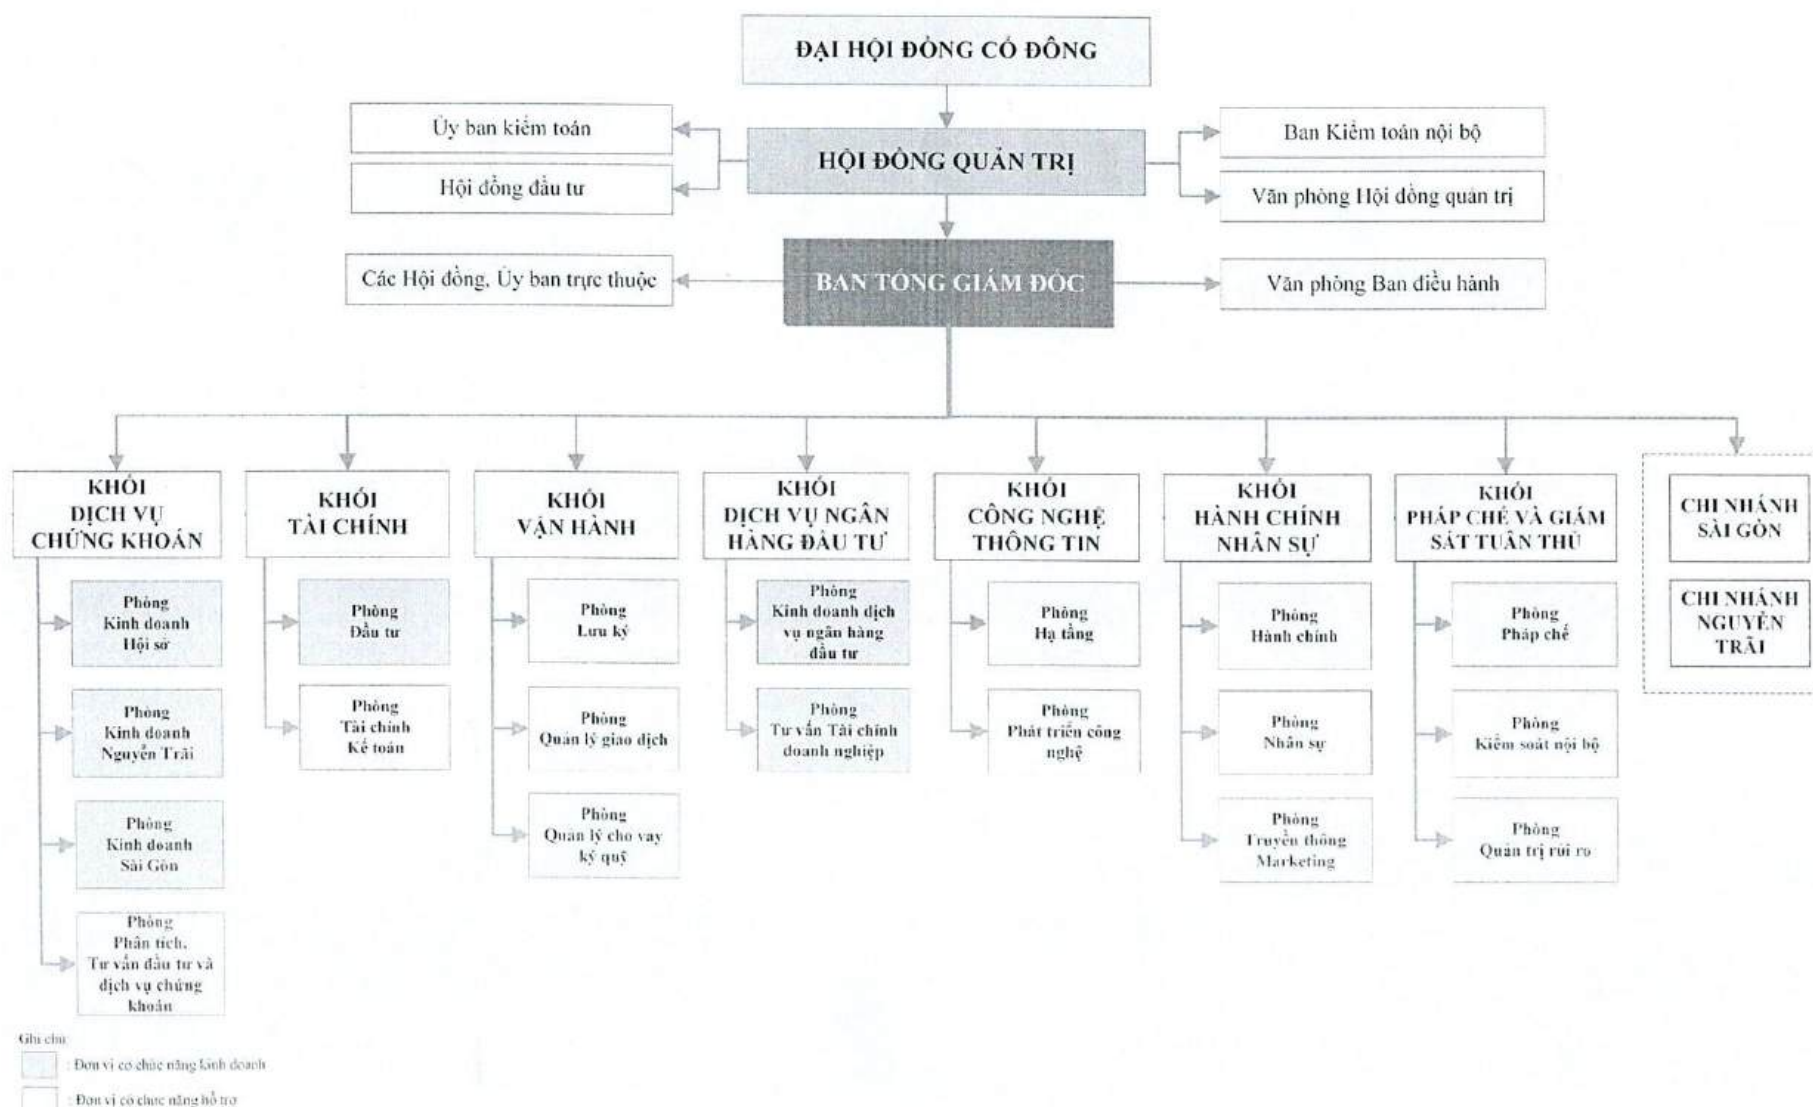 ĐẠI HỘI ĐỒNG CỔ ĐÔNG
Ủy ban kiểm toán
Ban Kiểm toán nội bộ
HỘI ĐỒNG QUẢN TRỊ
Hội đồng đầu tư
Văn phòng Hội đồng quản trị
Các Hội đồng, Ủy ban trực thuộc
BAN TỔNG GIÁM ĐỐC
Văn phòng Ban điều hành
KHỐI
DỊCH VỤ
CHỨNG KHOÁN
Phòng
Kinh doanh
Hội sở
Phòng
Kinh doanh
Nguyễn Trãi
Phòng
Kinh doanh
Sài Gòn
Phòng
Phân tích,
Tư vấn đầu tư và
dịch vụ chứng
khoán
KHỐI
TÀI CHÍNH
Phòng
Đầu tư
Phòng
Tài chính
Kế toán
KHỐI
VẬN HÀNH
Phòng
Lưu ký
Phòng
Quản lý giao dịch
Phòng
Quản lý cho vay
ký quỹ
KHỐI
DỊCH VỤ NGÂN
HÀNG ĐẦU TƯ
Phòng
Kinh doanh dịch
vụ ngân hàng
đầu tư
Phòng
Tư vấn Tài chính
doanh nghiệp
KHỐI
CÔNG NGHỆ
THÔNG TIN
Phòng
Hạ tầng
Phòng
Phát triển công
nghệ
KHỐI
HÀNH CHÍNH
NHÂN SỰ
Phòng
Hành chính
Phòng
Nhân sự
Phòng
Truyền thông
Marketing
KHỐI
PHÁP CHẾ VÀ GIÁM
SÁT TUÂN THỦ
Phòng
Pháp chế
Phòng
Kiểm soát nội bộ
Phòng
Quản trị rủi ro
CHI NHÁNH
SÀI GÒN
CHI NHÁNH
NGUYỄN
TRÃI
Ghi chú
: Đơn vị có chức năng kinh doanh
: Đơn vị có chức năng hỗ trợ